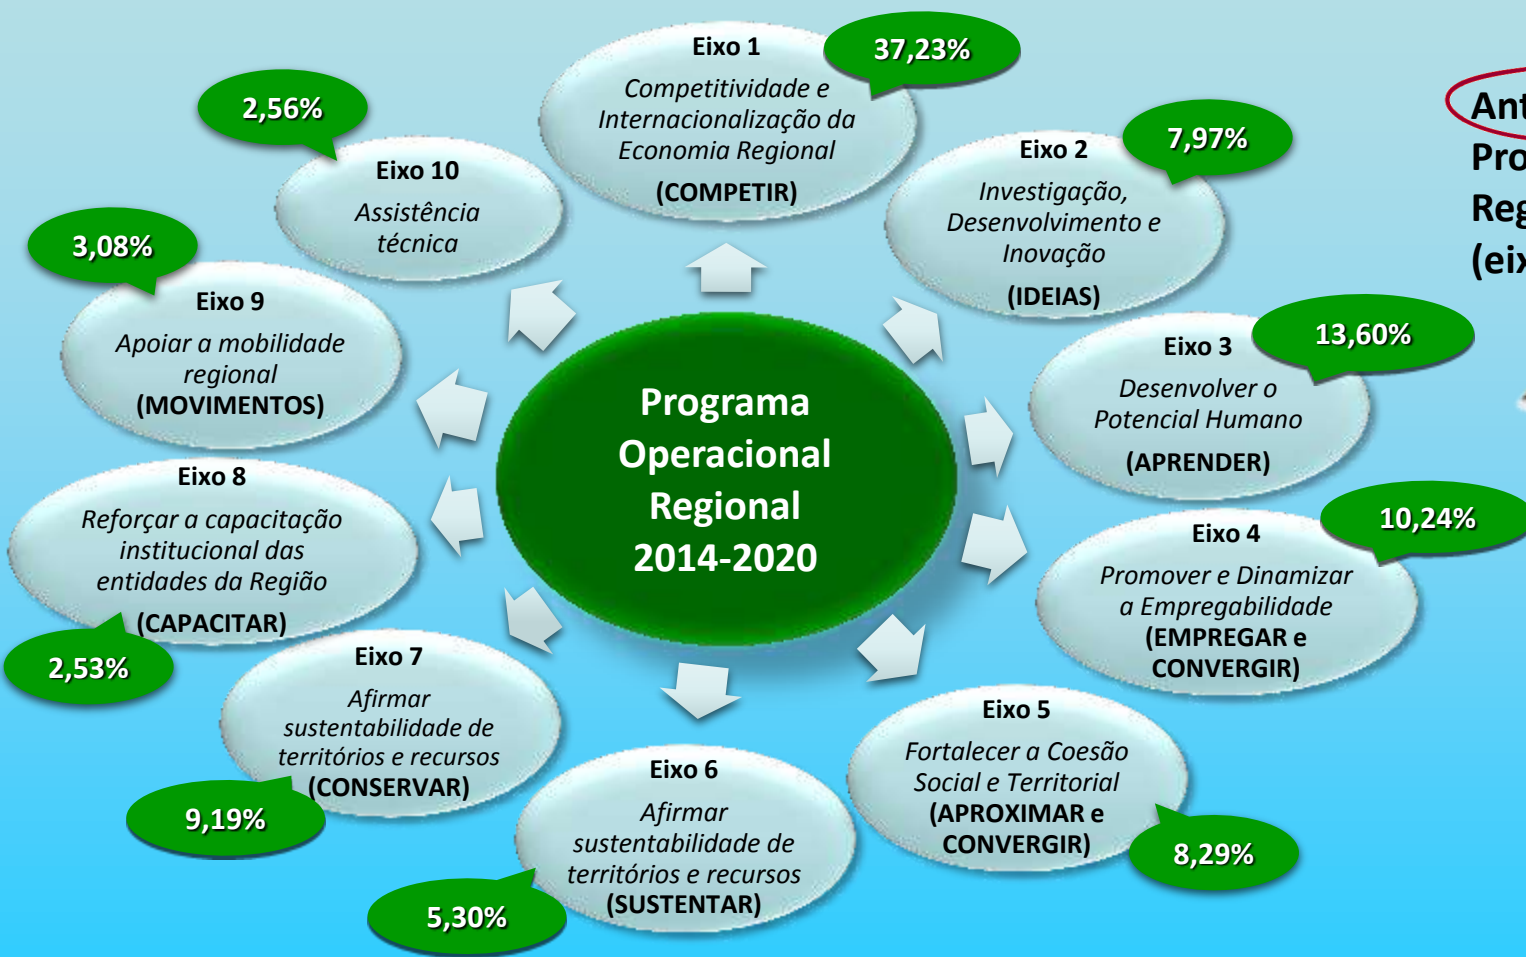 Eixo 1
Competitividade e
Internacionalização da
Economia Regional
(COMPETIR)
37,23%
Eixo 2
Investigação,
Desenvolvimento e
Inovação
(IDEIAS)
7,97%
Eixo 3
Desenvolver o
Potencial Humano
(APRENDER)
13,60%
Eixo 4
Promover e Dinamizar
a Empregabilidade
(EMPREGAR e
CONVERGIR)
10,24%
Eixo 5
Fortalecer a Coesão
Social e Territorial
(APROXIMAR e
CONVERGIR)
8,29%
Eixo 6
Afirmar
sustentabilidade de
territórios e recursos
(SUSTENTAR)
5,30%
Eixo 7
Afirmar
sustentabilidade de
territórios e recursos
(CONSERVAR)
9,19%
Eixo 8
Reforçar a capacitação
institucional das
entidades da Região
(CAPACITAR)
2,53%
Eixo 9
Apoiar a mobilidade
regional
(MOVIMENTOS)
3,08%
Eixo 10
Assistência
técnica
2,56%
Programa
Operacional
Regional
2014-2020